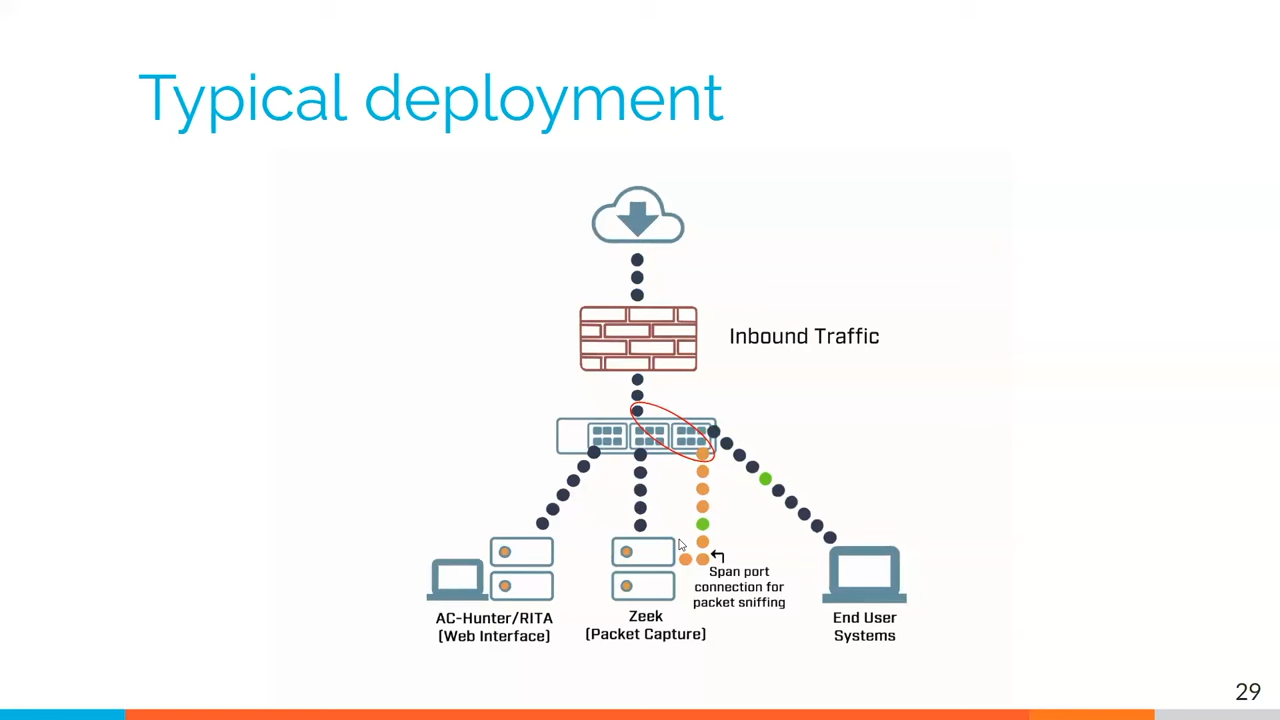 Typical deployment
Inbound Traffic
Span port
connection for
packet sniffing
AC-Hunter/RITA
(Web Interface)
Zeek
(Packet Capture)
End User
Systems
29